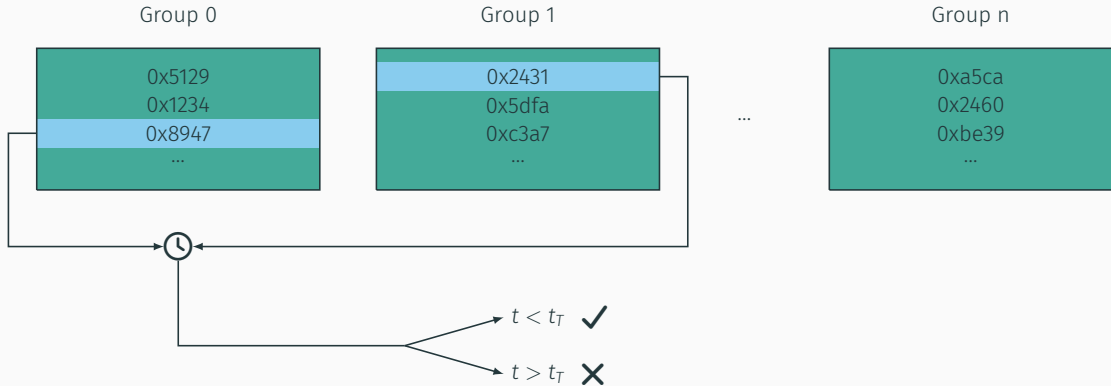 Group 0
Group 1
Group n
0x5129
0x1234
0x8947
...
0x2431
0x5dfa
0xc3a7
...
...
0xa5ca
0x2460
0xbe39
...
t < t_T ✓
t > t_T ✕